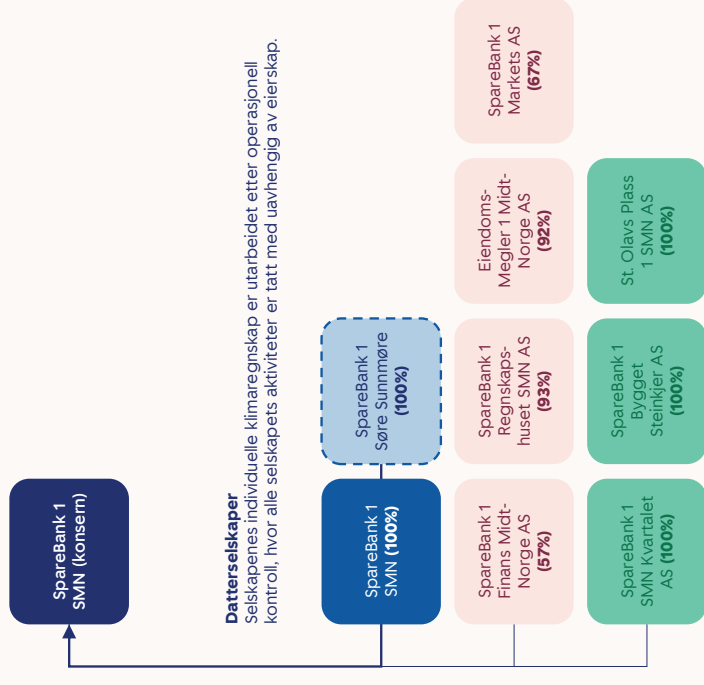 SpareBank 1
SMN (konsern)
Datterselskaper
Selskapenes individuelle klimaregnskap er utarbeidet etter operasjonell
kontroll, hvor alle selskapets aktiviteter er tatt med uavhengig av eierskap.
SpareBank 1
SMN (100%)
SpareBank 1
Søre Sunnmøre
(100%)
SpareBank 1
Finans Midt-
Norge AS
(57%)
SpareBank 1
Regnskaps-
huset SMN AS
(93%)
Eiendoms-
Megler 1 Midt-
Norge AS
(92%)
SpareBank 1
Markets AS
(67%)
SpareBank 1
SMN Kvartalet
AS (100%)
SpareBank 1
Bygget
Steinkjer AS
(100%)
St. Olavs Plass
1 SMN AS
(100%)